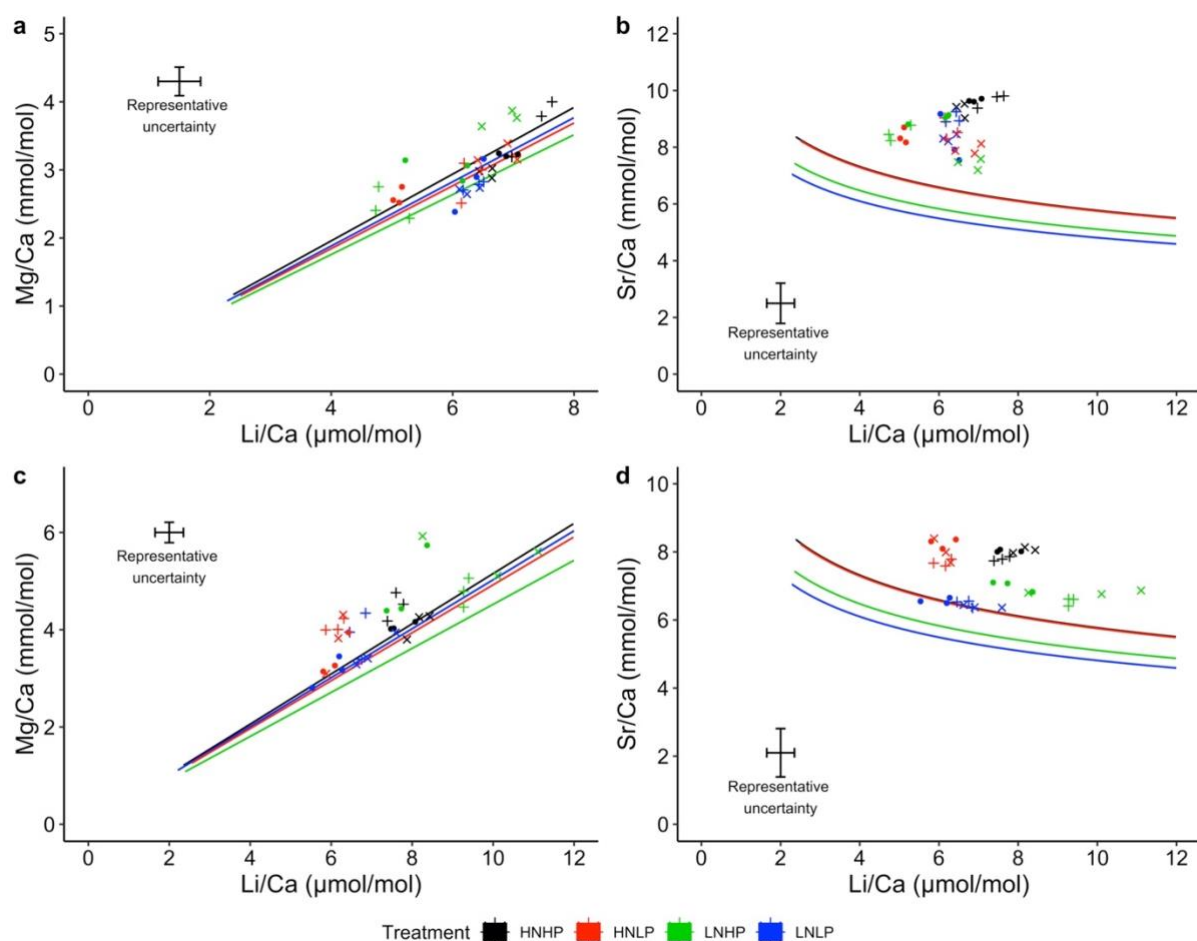 a
5
4
3
2
1
0
Mg/Ca (mmol/mol)
Representative
uncertainty
0 2 4 6 8
Li/Ca (µmol/mol)
b
12
10
8
6
4
2
0
Sr/Ca (mmol/mol)
Representative
uncertainty
0 2 4 6 8 10 12
Li/Ca (µmol/mol)
c
6
4
2
0
Mg/Ca (mmol/mol)
Representative
uncertainty
0 2 4 6 8 10 12
Li/Ca (µmol/mol)
d
10
8
6
4
2
0
Sr/Ca (mmol/mol)
Representative
uncertainty
0 2 4 6 8 10 12
Li/Ca (µmol/mol)
Treatment HNHP HNLP LNHP LNLP